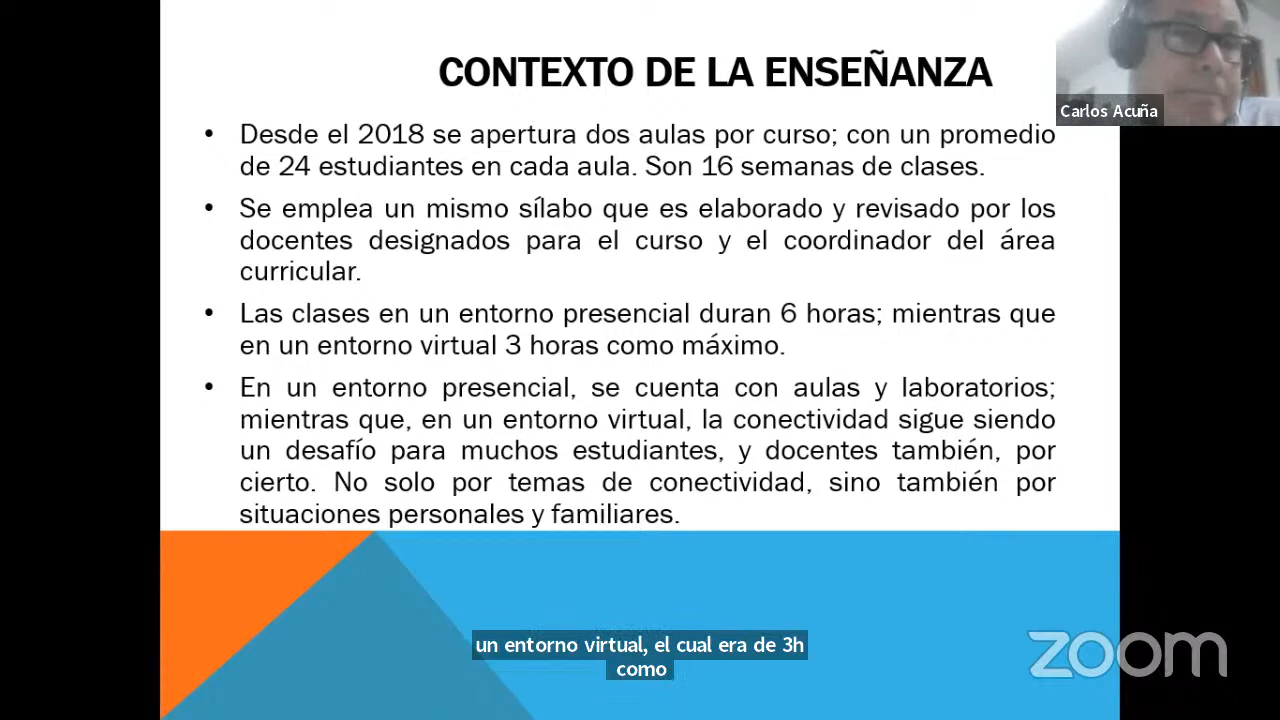 CONTEXTO DE LA ENSEÑANZA
Carlos Acuña
• Desde el 2018 se apertura dos aulas por curso; con un promedio
de 24 estudiantes en cada aula. Son 16 semanas de clases.
• Se emplea un mismo sílabo que es elaborado y revisado por los
docentes designados para el curso y el coordinador del área
curricular.
• Las clases en un entorno presencial duran 6 horas; mientras que
en un entorno virtual 3 horas como máximo.
• En un entorno presencial, se cuenta con aulas y laboratorios;
mientras que, en un entorno virtual, la conectividad sigue siendo
un desafío para muchos estudiantes, y docentes también, por
cierto. No solo por temas de conectividad, sino también por
situaciones personales y familiares.
un entorno virtual, el cual era de 3h
como
zoom